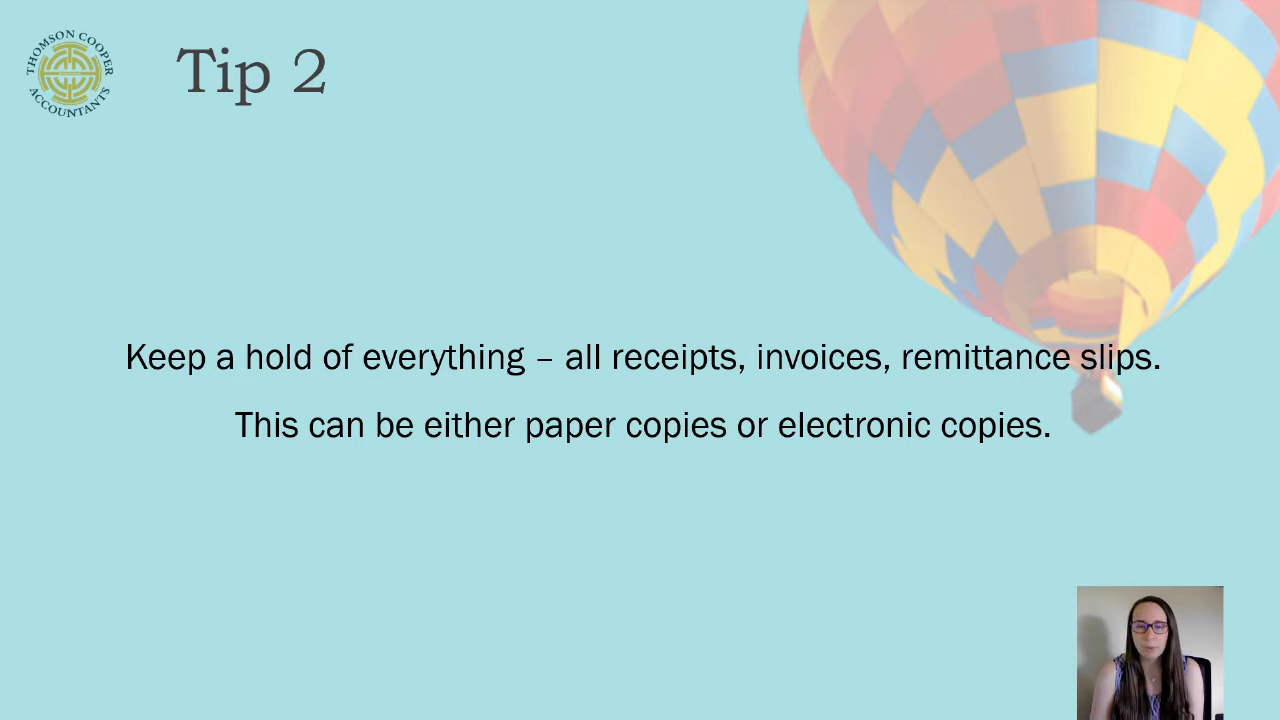 THOMSON COOPER
ACCOUNTANTS
Tip 2
Keep a hold of everything – all receipts, invoices, remittance slips.
This can be either paper copies or electronic copies.